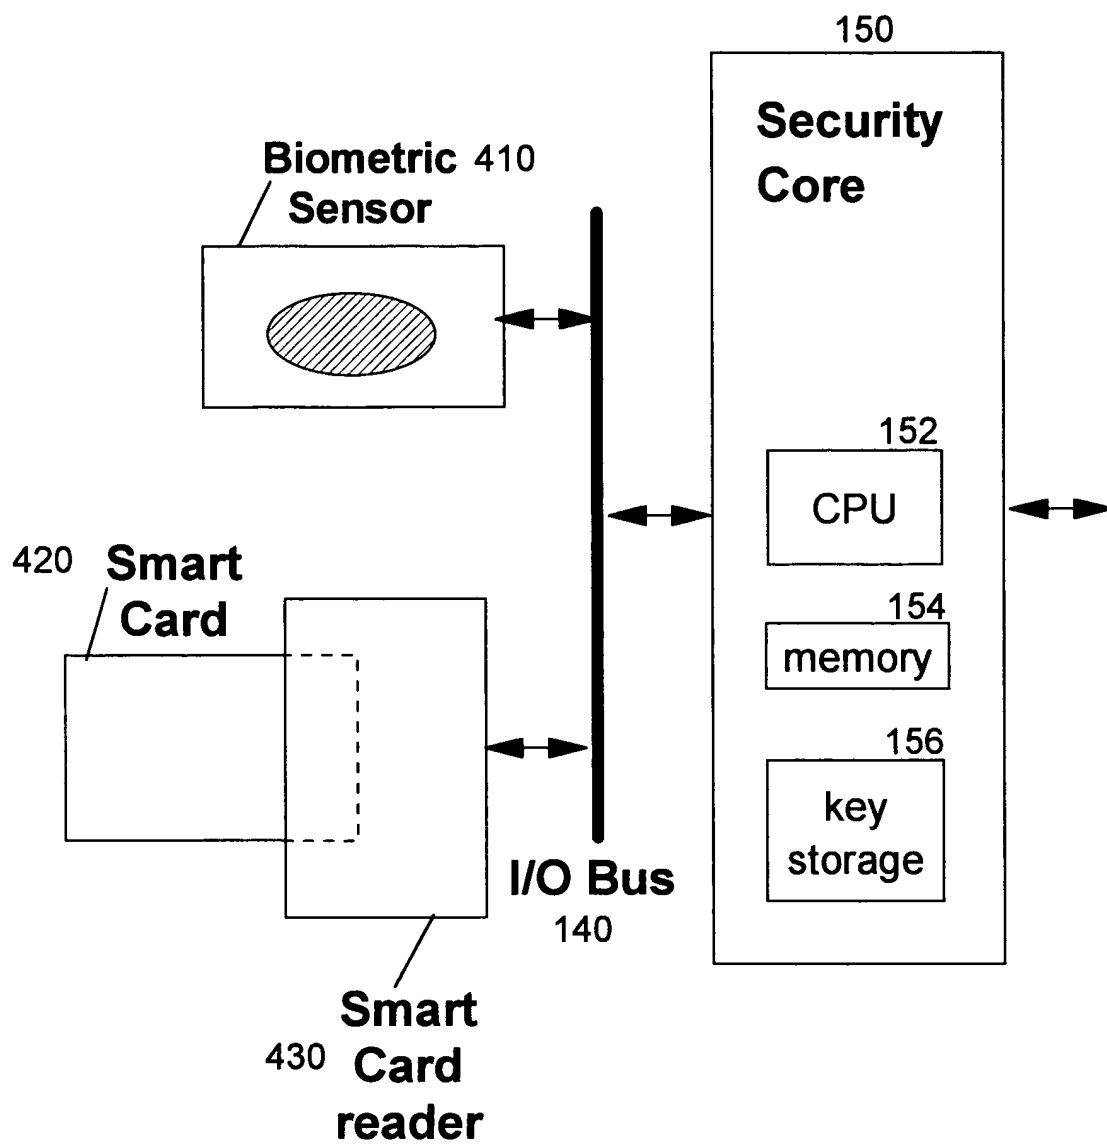 150
Security
Core
Biometric 410
Sensor
152
CPU
420 Smart
Card
154
memory
156
key
storage
I/O Bus
140
Smart
430 Card
reader